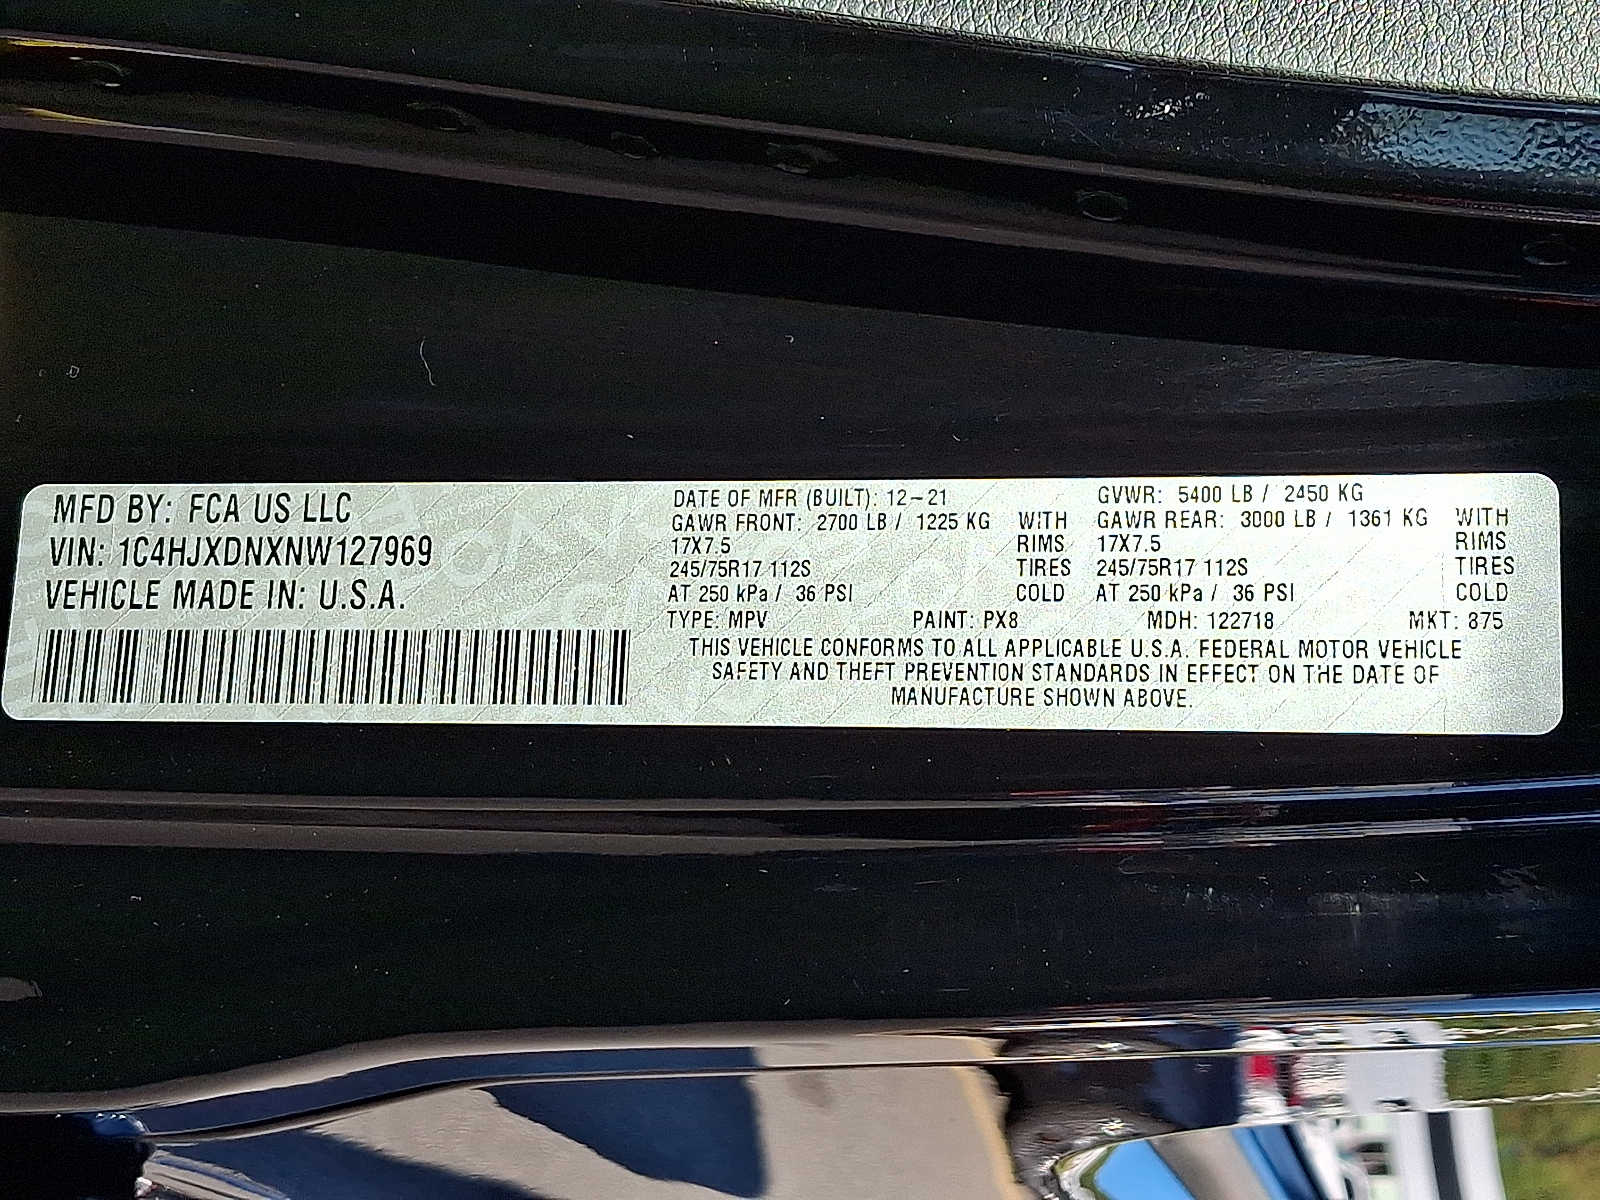 MFD BY: FCA US LLC
VIN: 1C4HJXDNXNW127969
VEHICLE MADE IN: U.S.A.
DATE OF MFR (BUILT): 12-21 GVWR: 5400 LB / 2450 KG
GAWR FRONT: 2700 LB / 1225 KG WITH GAWR REAR: 3000 LB / 1361 KG WITH
17X7.5 RIMS 17X7.5 RIMS
245/75R17 112S TIRES 245/75R17 112S TIRES
AT 250 kPa / 36 PSI COLD AT 250 kPa / 36 PSI COLD
TYPE: MPV PAINT: PX8 MDH: 122718 MKT: 875
THIS VEHICLE CONFORMS TO ALL APPLICABLE U.S.A. FEDERAL MOTOR VEHICLE
SAFETY AND THEFT PREVENTION STANDARDS IN EFFECT ON THE DATE OF
MANUFACTURE SHOWN ABOVE.